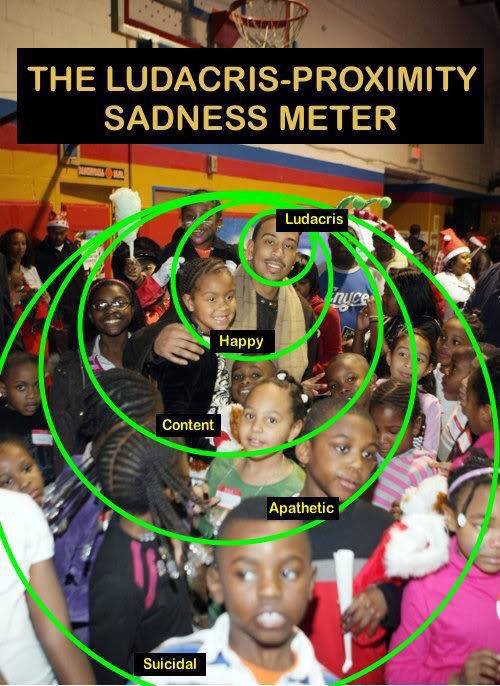 THE LUDACRIS-PROXIMITY
SADNESS METER
Ludacris
Happy
Content
Apathetic
Suicidal